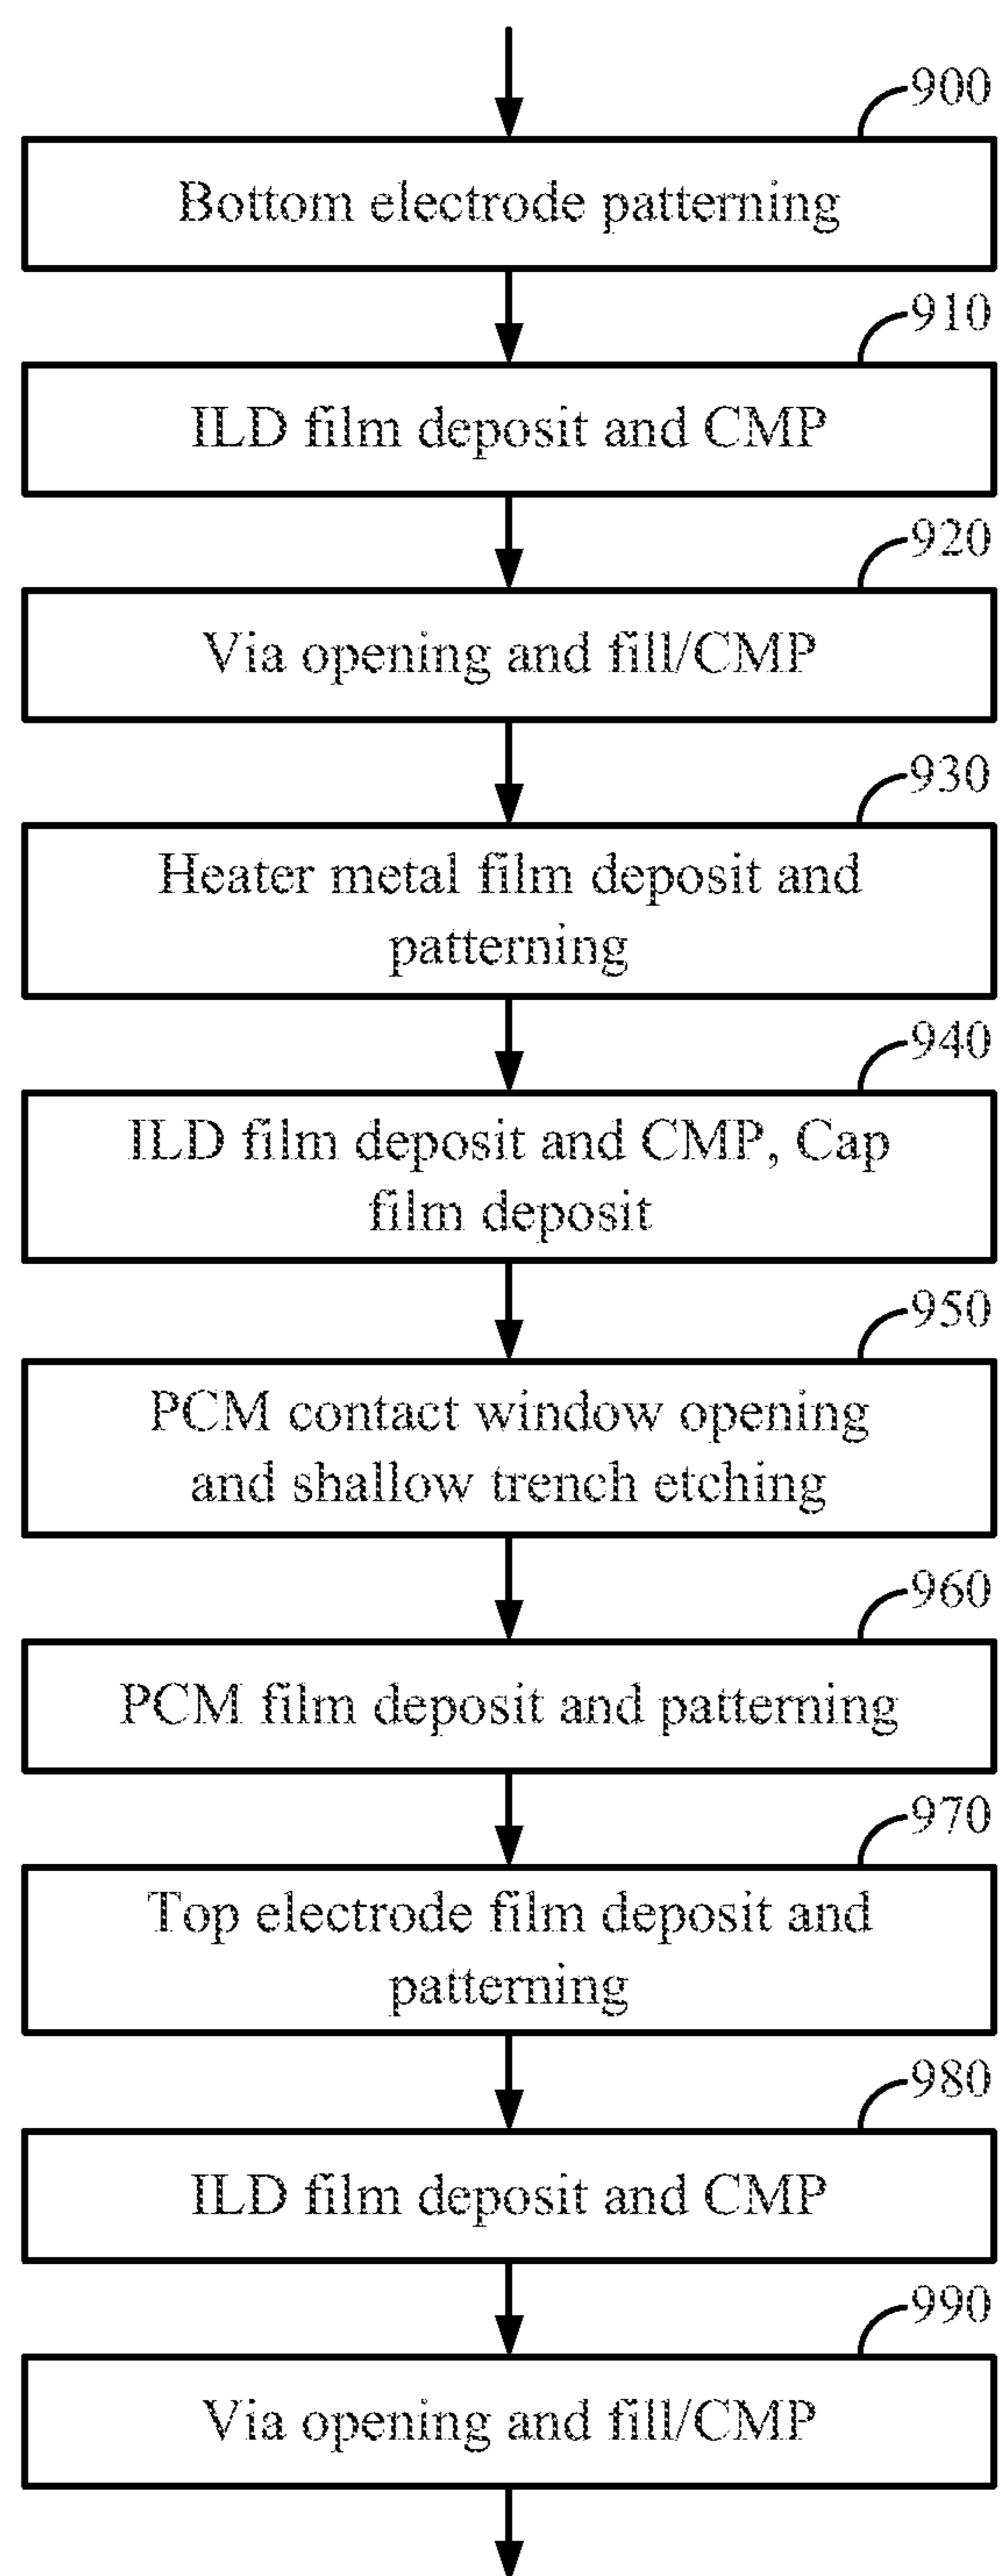 900
Bottom electrode patterning
910
ILD film deposit and CMP
920
Via opening and fill/CMP
930
Heater metal film deposit and
patterning
940
ILD film deposit and CMP, Cap
film deposit
950
PCM contact window opening
and shallow trench etching
960
PCM film deposit and patterning
970
Top electrode film deposit and
patterning
980
ILD film deposit and CMP
990
Via opening and fill/CMP